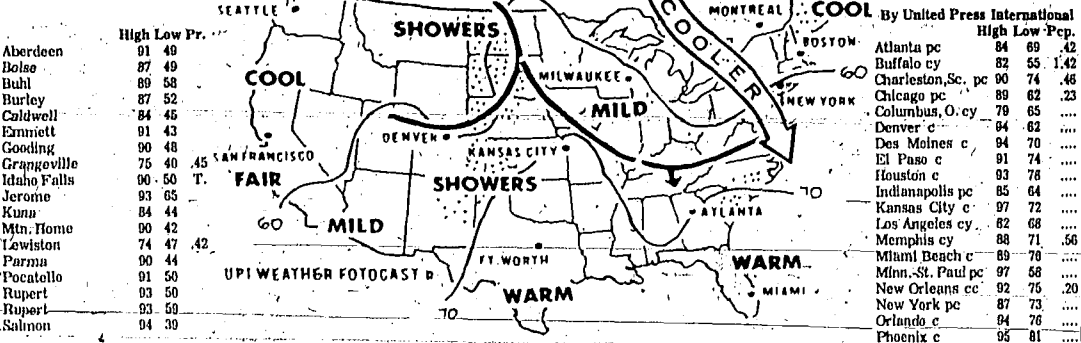 High Low Pr.
Aberdeen 91 49
Boise 87 49
Buhl 89 58
Burley 87 52
Caldwell 84 45
Emmett 91 43
Gooding 90 48
Grangeville 75 40 .45
Idaho Falls 90 50 T.
Jerome 93 65
Kuna 84 44
Mtn. Home 90 42
Lewiston 74 47 .42
Parma 90 44
Pocatello 91 50
Rupert 93 50
Rupert 93 59
Salmon 94 39
SEATTLE
SHOWERS
COOL
DENVER
SAN FRANCISCO
FAIR
60
MILD
UPI WEATHER FOTOCAST
MILWAUKEE
MILD
KANSAS CITY
SHOWERS
FT. WORTH
WARM
70
COOLER
MONTREAL
COOL
BOSTON
60
NEW YORK
70
ATLANTA
WARM
MIAMI
By United Press International
High Low Pcp.
Atlanta pc 84 69 .42
Buffalo cy 82 55 1.42
Charleston, Sc. pc 90 74 .46
Chicago pc 89 62 .23
Columbus, O. cy 79 65 ....
Denver c 94 62 ....
Des Moines c 94 70 ....
El Paso c 91 74 ....
Houston c 93 76 ....
Indianapolis pc 85 64 ....
Kansas City c 97 72 ....
Los Angeles cy 82 68 ....
Memphis cy 88 71 .56
Miami Beach c 89 76 ....
Minn.-St. Paul pc 97 58 ....
New Orleans cc 92 75 .20
New York pc 87 73 ....
Orlando c 94 76 ....
Phoenix c 95 81 ....